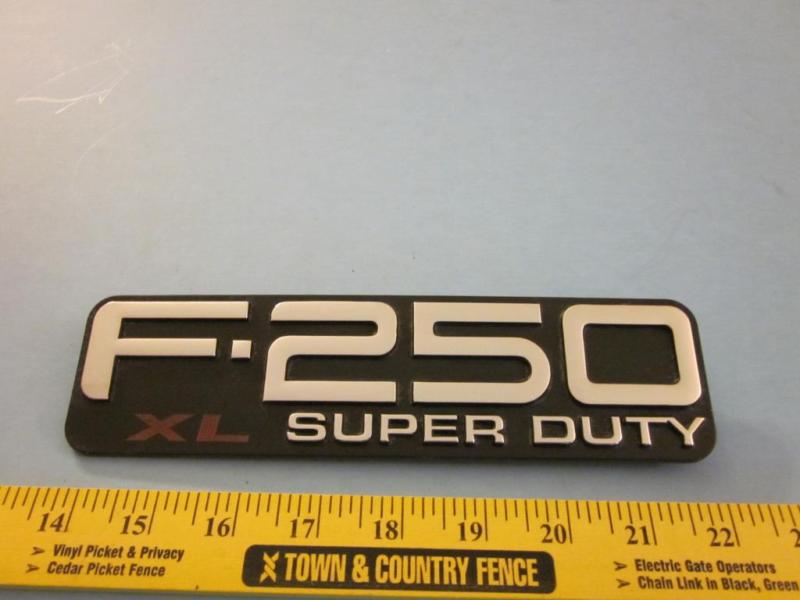 F-250
XL SUPER DUTY
14 15 16 17 18 19 20 21 22
➢ Vinyl Picket & Privacy
➢ Cedar Picket Fence
TOWN & COUNTRY FENCE
➢ Electric Gate Operators
➢ Chain Link in Black, Green